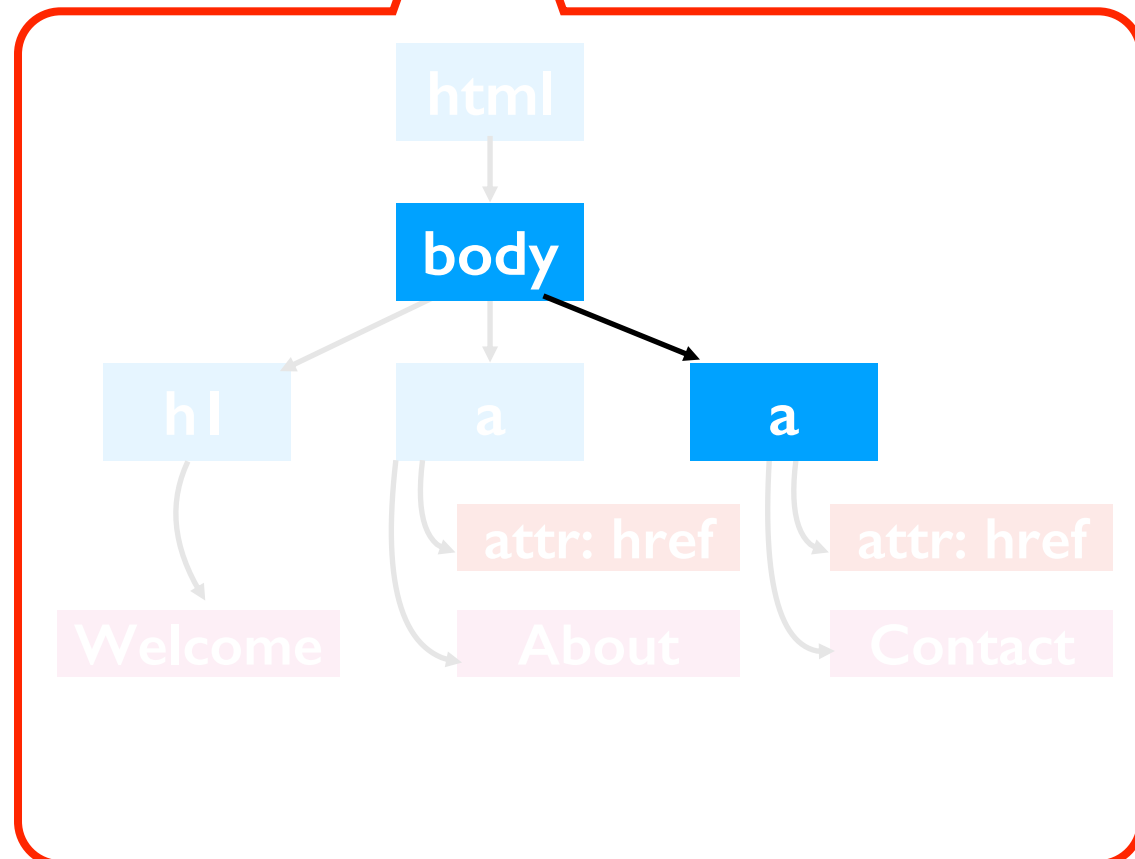 html
body
h1
a
a
attr: href
attr: href
Welcome
About
Contact